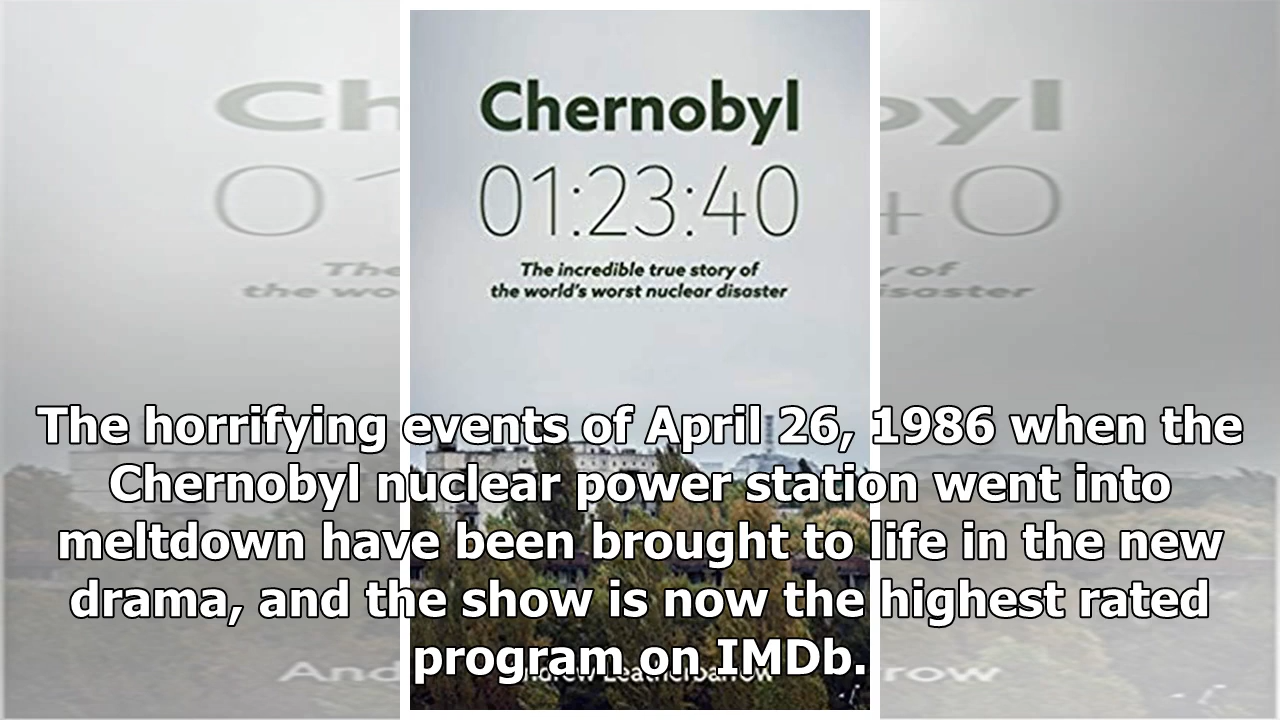 Chernobyl
01:23:40
The incredible true story of
the world's worst nuclear disaster
The horrifying events of April 26, 1986 when the
Chernobyl nuclear power station went into
meltdown have been brought to life in the new
drama, and the show is now the highest rated
program on IMDb.
Andrew Leatherbarrow